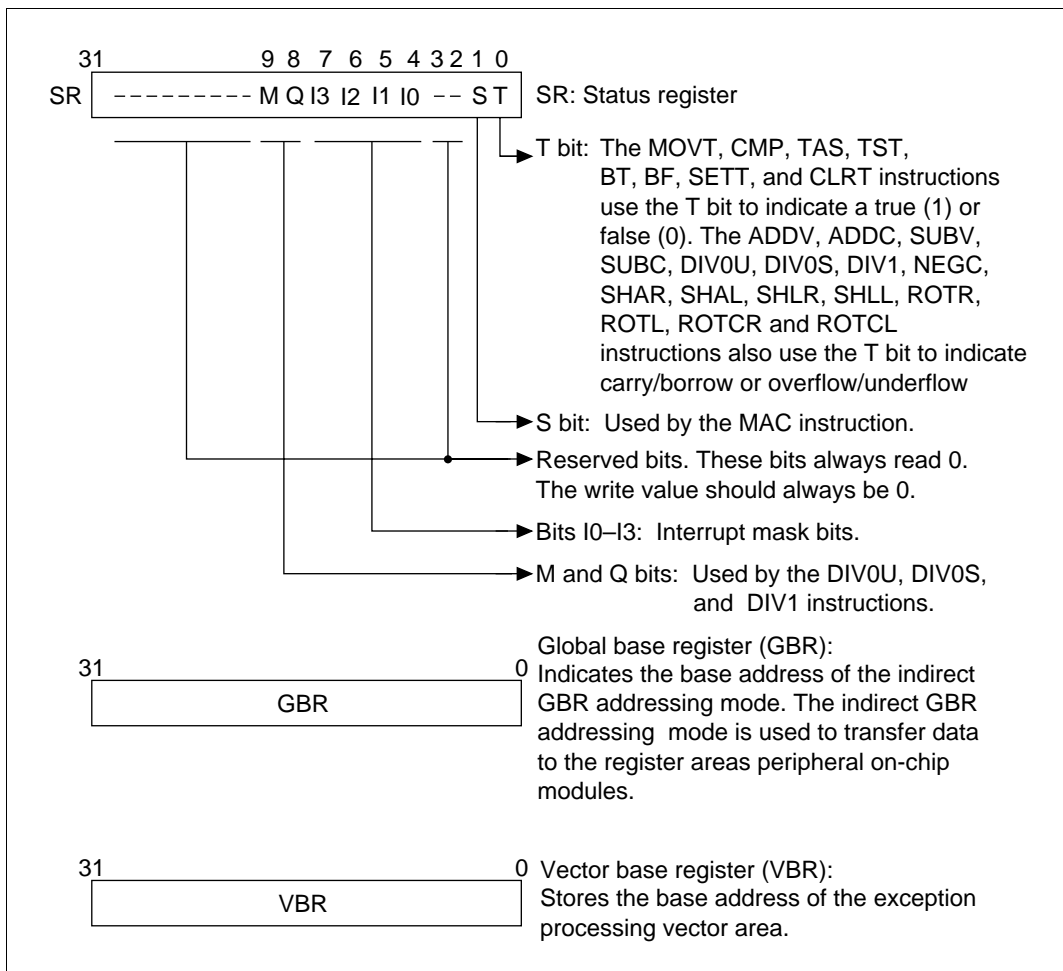 31 9 8 7 6 5 4 3 2 1 0
SR --------- M Q I3 I2 I1 I0 -- S T SR: Status register
T bit: The MOVT, CMP, TAS, TST,
BT, BF, SETT, and CLRT instructions
use the T bit to indicate a true (1) or
false (0). The ADDV, ADDC, SUBV,
SUBC, DIV0U, DIV0S, DIV1, NEGC,
SHAR, SHAL, SHLR, SHLL, ROTR,
ROTL, ROTCR and ROTCL
instructions also use the T bit to indicate
carry/borrow or overflow/underflow
S bit: Used by the MAC instruction.
Reserved bits. These bits always read 0.
The write value should always be 0.
Bits I0–I3: Interrupt mask bits.
M and Q bits: Used by the DIV0U, DIV0S,
and DIV1 instructions.
Global base register (GBR):
31 0 Indicates the base address of the indirect
GBR GBR addressing mode. The indirect GBR
addressing mode is used to transfer data
to the register areas peripheral on-chip
modules.
31 0 Vector base register (VBR):
VBR Stores the base address of the exception
processing vector area.